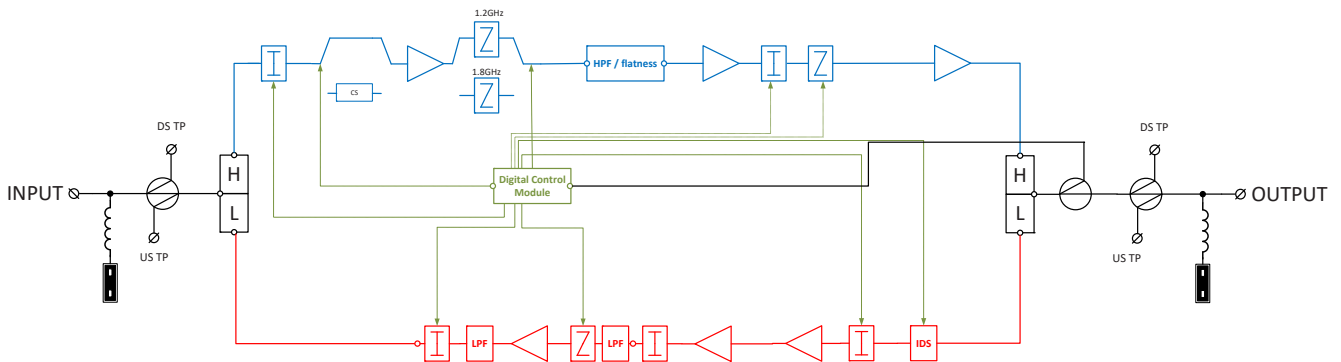 1.2GHz
Z
I
HPF / flatness
I
Z
1.8GHz
Z
CS
DS TP
DS TP
H
Digital Control
Module
H
INPUT
OUTPUT
L
L
US TP
US TP
I
LPF
Z
LPF
I
I
IDS